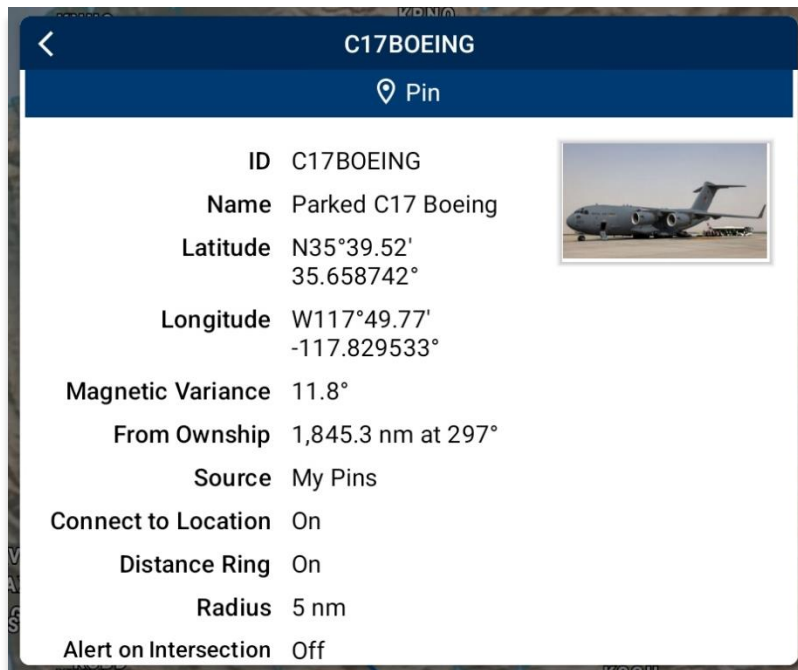 C17BOEING
Pin
ID C17BOEING
Name Parked C17 Boeing
Latitude N35°39.52'
35.658742°
Longitude W117°49.77'
-117.829533°
Magnetic Variance 11.8°
From Ownship 1,845.3 nm at 297°
Source My Pins
Connect to Location On
Distance Ring On
Radius 5 nm
Alert on Intersection Off